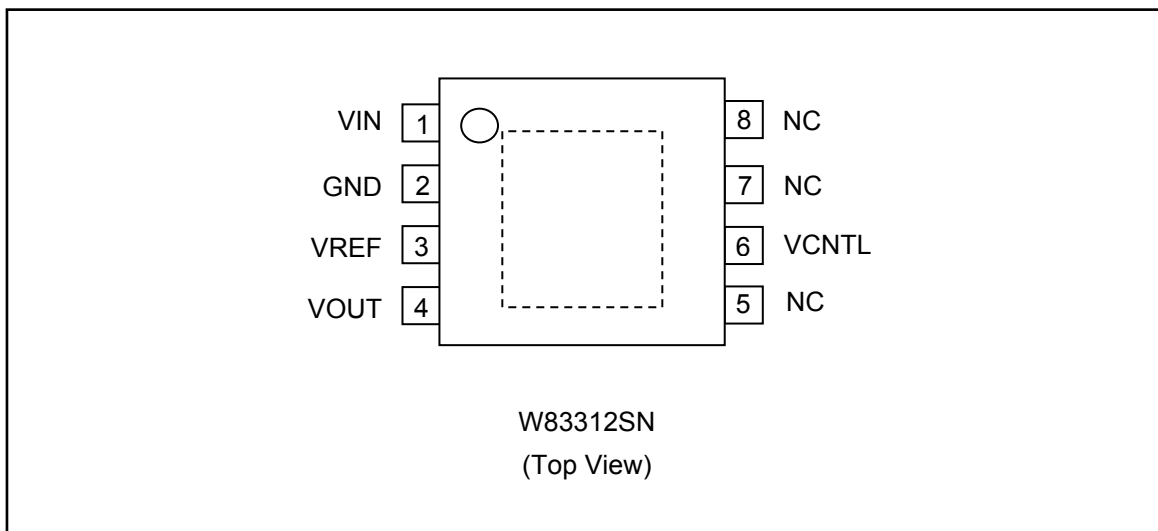 VIN 1 8 NC
GND 2 7 NC
VREF 3 6 VCNTL
VOUT 4 5 NC
W83312SN
(Top View)